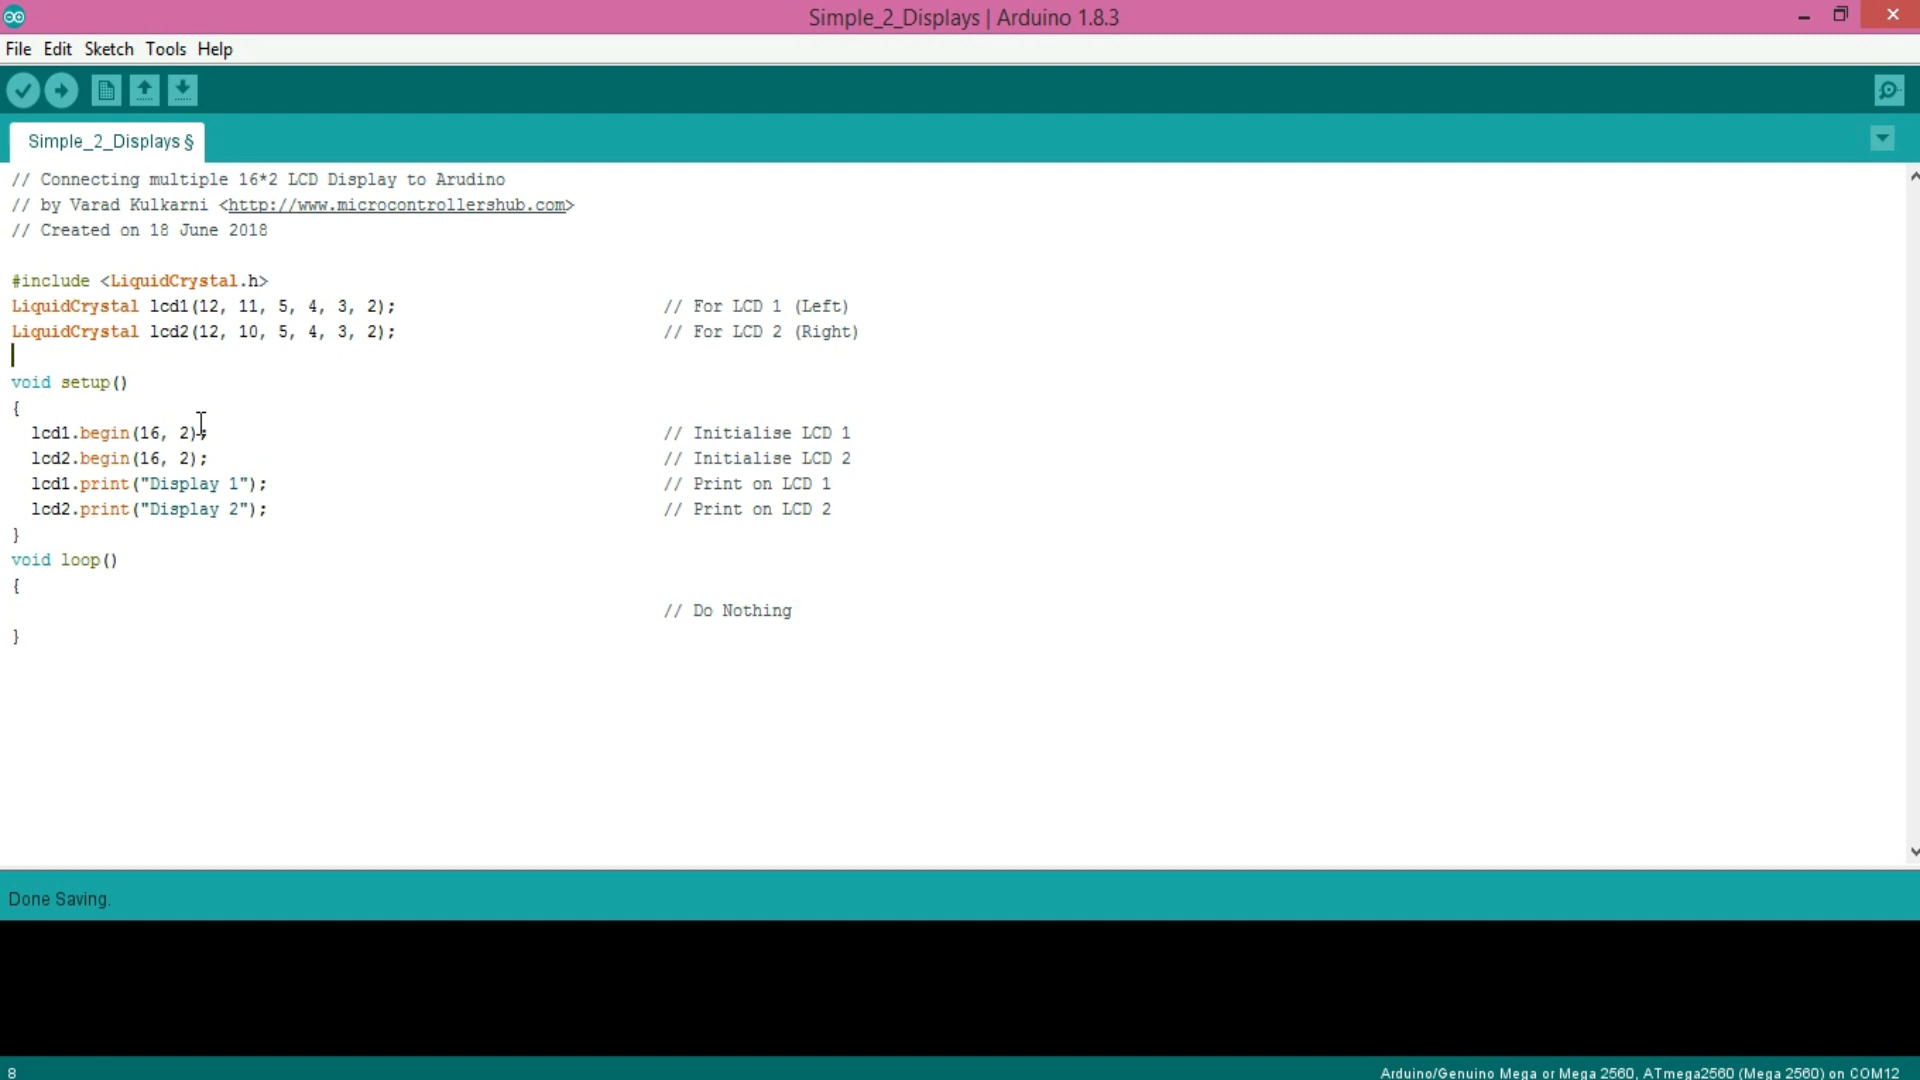 Simple_2_Displays | Arduino 1.8.3
File Edit Sketch Tools Help
Simple_2_Displays §
// Connecting multiple 16*2 LCD Display to Arudino
// by Varad Kulkarni <http://www.microcontrollershub.com>
// Created on 18 June 2018
#include <LiquidCrystal.h>
LiquidCrystal lcd1(12, 11, 5, 4, 3, 2); // For LCD 1 (Left)
LiquidCrystal lcd2(12, 10, 5, 4, 3, 2); // For LCD 2 (Right)
void setup()
{
lcd1.begin(16, 2); // Initialise LCD 1
lcd2.begin(16, 2); // Initialise LCD 2
lcd1.print("Display 1"); // Print on LCD 1
lcd2.print("Display 2"); // Print on LCD 2
}
void loop()
{
// Do Nothing
}
Done Saving.
8 Arduino/Genuino Mega or Mega 2560, ATmega2560 (Mega 2560) on COM12